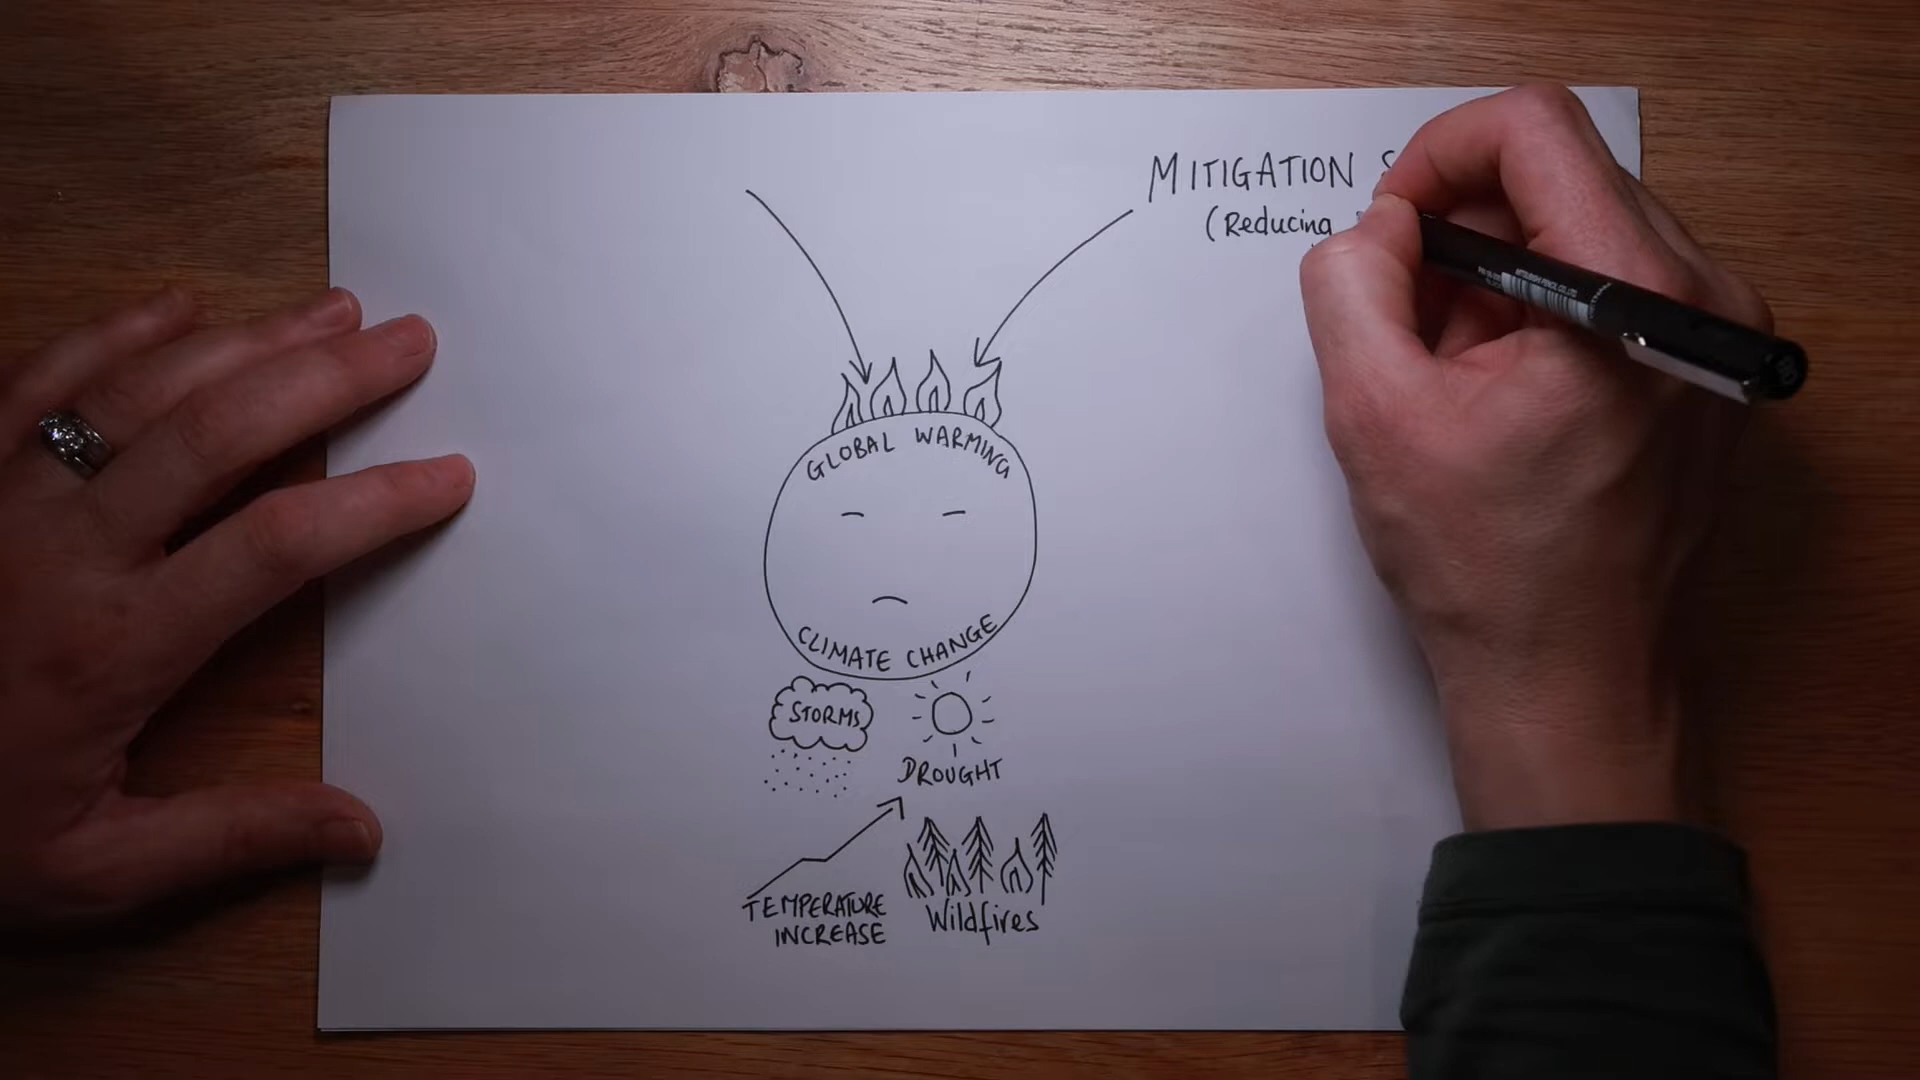 MITIGATION
(Reducing
GLOBAL WARMING
CLIMATE CHANGE
STORMS
DROUGHT
TEMPERATURE
INCREASE
Wildfires